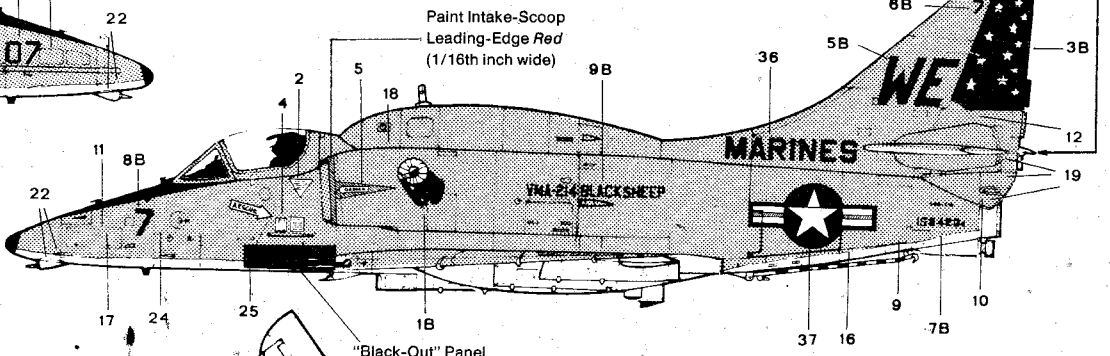 22
07
Paint Intake-Scoop
Leading-Edge Red
(1/16th inch wide)
6B
7
5B
3B
36
9B
2
5
18
4
WE
12
MARINES
11
8B
22
19
VMA-214 BLACKSHEEP
7
17
24
25
1B
37
16
9
7B
10
"Black-Out" Panel